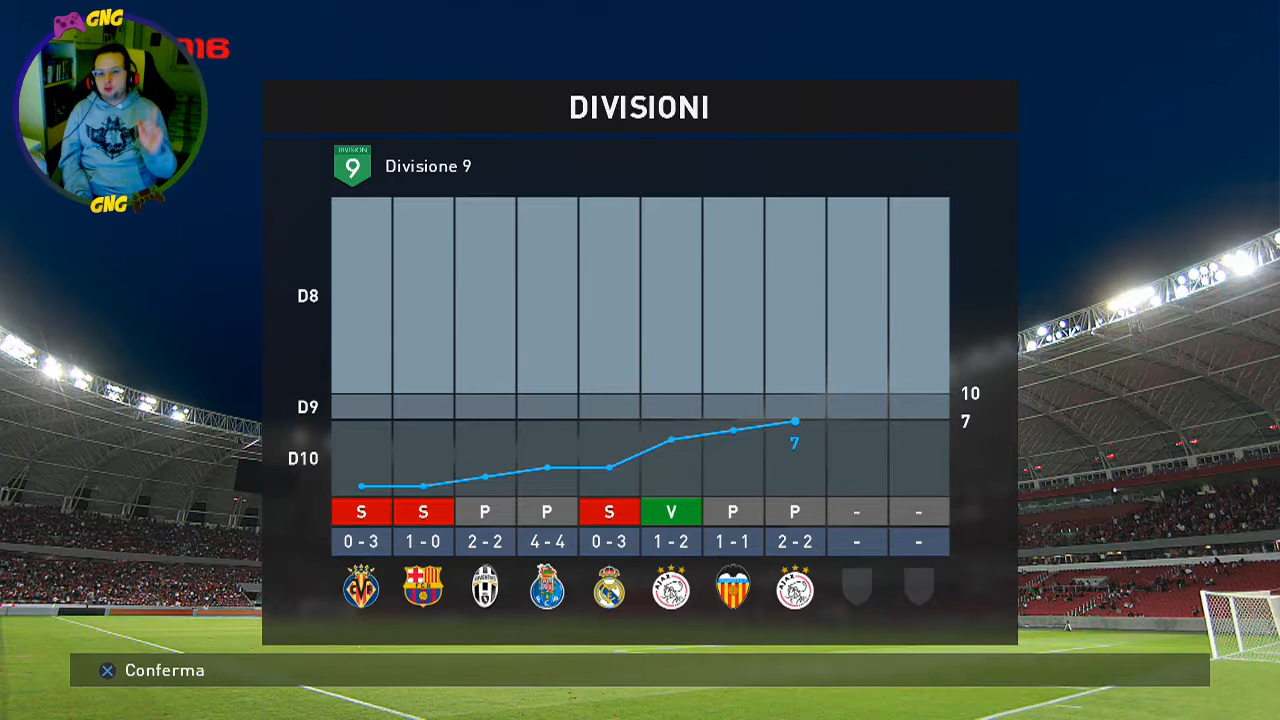 GNG
016
GNG
DIVISIONI
DIVISION
9
Divisione 9
D8
D9
D10
10
7
7
S S P P S V P P - -
0 - 3 1 - 0 2 - 2 4 - 4 0 - 3 1 - 2 1 - 1 2 - 2 - -
Conferma